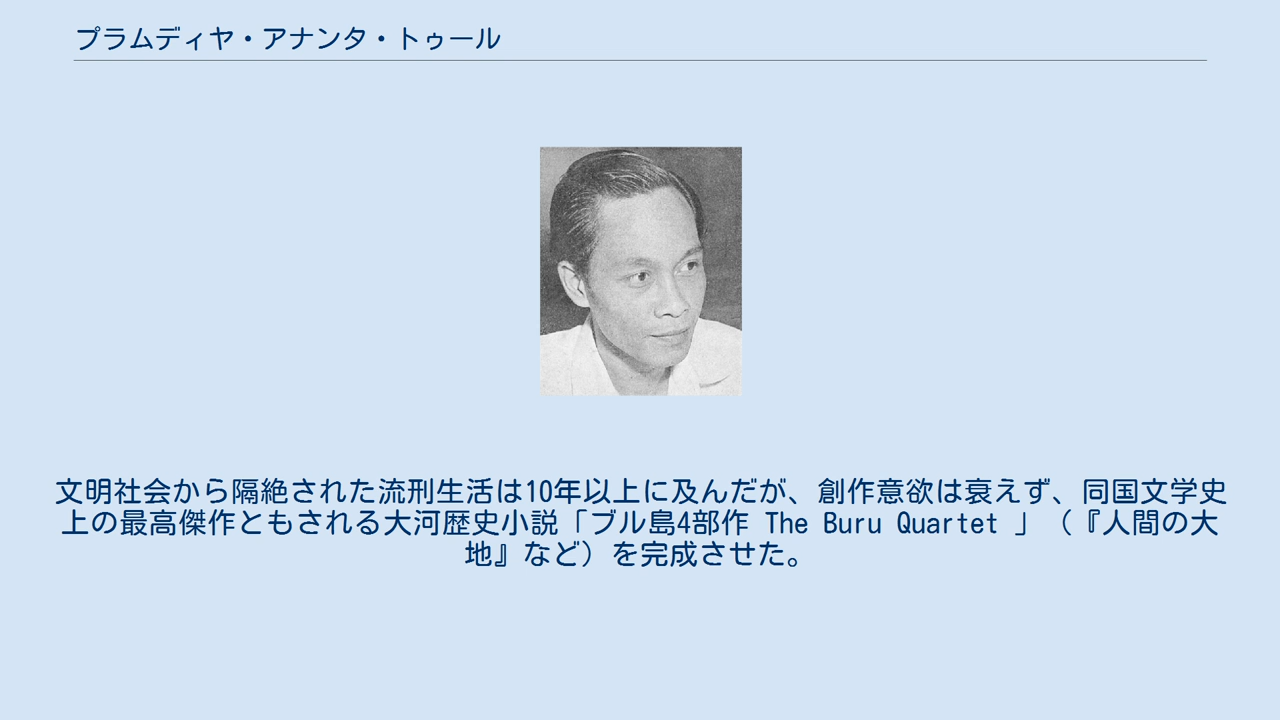 プラムディヤ・アナンタ・トゥール
文明社会から隔絶された流刑生活は10年以上に及んだが、創作意欲は衰えず、同国文学史
上の最高傑作ともされる大河歴史小説「ブル島4部作 The Buru Quartet 」（『人間の大
地』など）を完成させた。